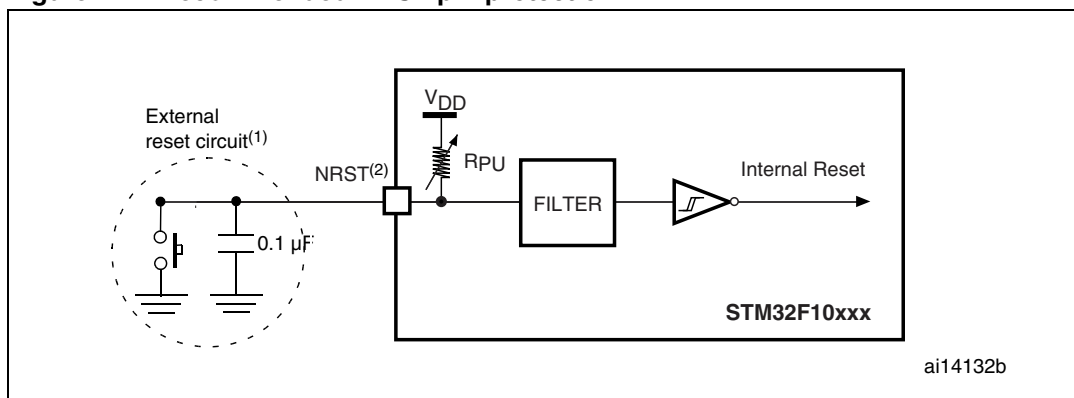 External
reset circuit(1)
VDD
NRST(2)
RPU
FILTER
Internal Reset
0.1 µF
STM32F10xxx
ai14132b